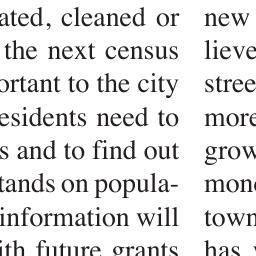 ated, cleaned or
the next census
ortant to the city
esidents need to
s and to find out
tands on popula-
information will
ith future grants
new
lieve
stree
more
grow
mone
town
has